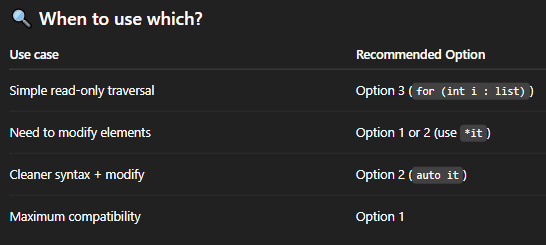 🔍 When to use which?
Use case Recommended Option
Simple read-only traversal Option 3 (for (int i : list))
Need to modify elements Option 1 or 2 (use *it)
Cleaner syntax + modify Option 2 (auto it)
Maximum compatibility Option 1